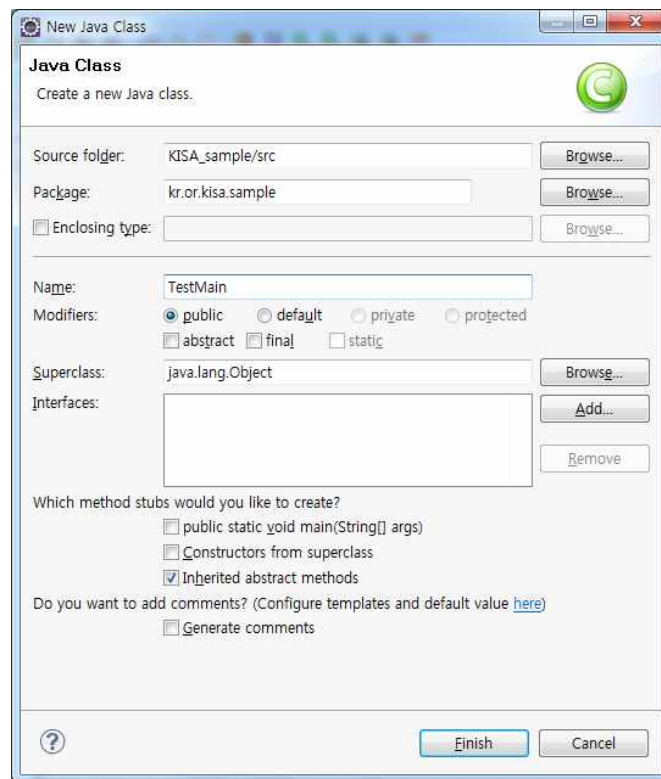 New Java Class
Java Class
Create a new Java class.
Source folder: KISA_sample/src Browse...
Package: kr.or.kisa.sample Browse...
Enclosing type: Browse...
Name: TestMain
Modifiers: public default private protected
abstract final static
Superclass: java.lang.Object Browse...
Interfaces: Add...
Remove
Which method stubs would you like to create?
public static void main(String[] args)
Constructors from superclass
Inherited abstract methods
Do you want to add comments? (Configure templates and default value here)
Generate comments
Finish Cancel